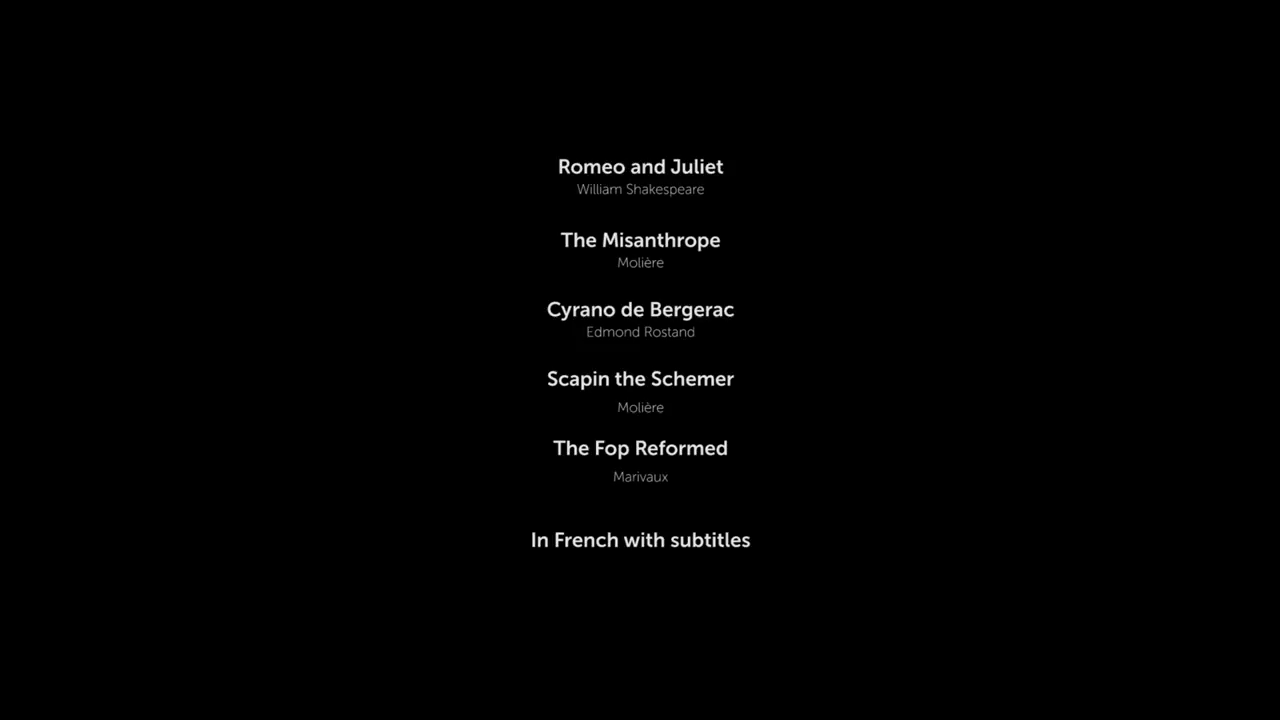 Romeo and Juliet
William Shakespeare
The Misanthrope
Molière
Cyrano de Bergerac
Edmond Rostand
Scapin the Schemer
Molière
The Fop Reformed
Marivaux
In French with subtitles